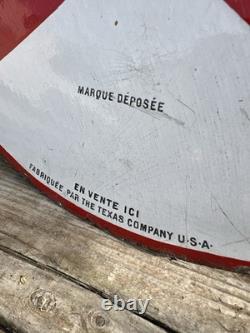 MARQUE DÉPOSÉE
EN VENTE ICI
FABRIQUÉE PAR THE TEXAS COMPANY U·S·A·